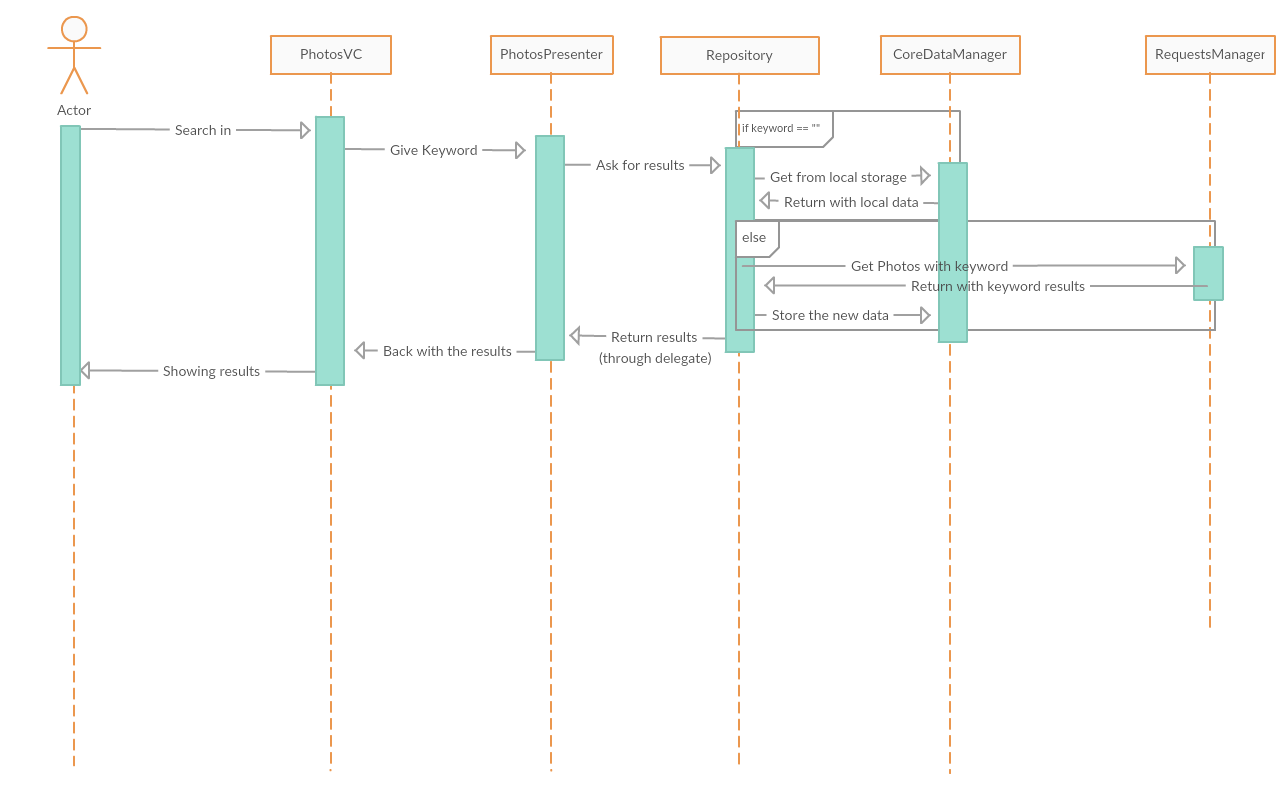 PhotosVC
PhotosPresenter
Repository
CoreDataManager
RequestsManager
Actor
Search in
if keyword == ""
Give Keyword
Ask for results
Get from local storage
Return with local data
else
Get Photos with keyword
Return with keyword results
Store the new data
Return results
(through delegate)
Back with the results
Showing results